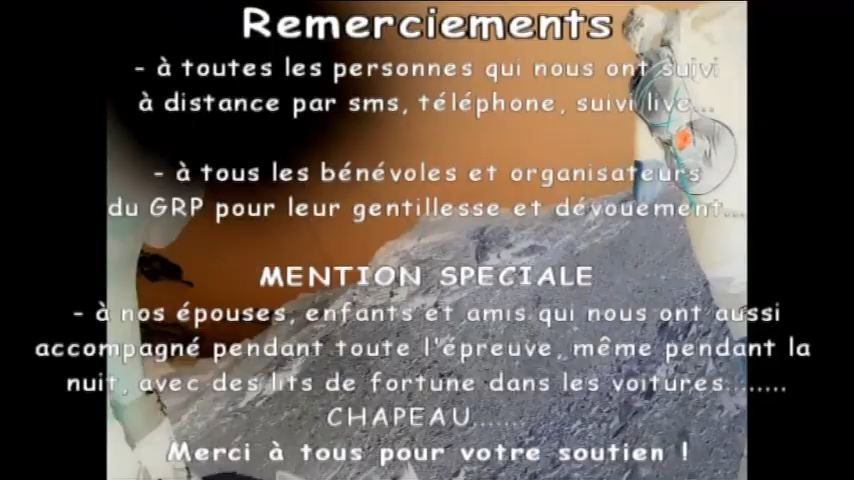 Remerciements
- à toutes les personnes qui nous ont suivi
à distance par sms, téléphone, suivi live...
- à tous les bénévoles et organisateurs
du GRP pour leur gentillesse et dévouement...
MENTION SPECIALE
- à nos épouses, enfants et amis qui nous ont aussi
accompagné pendant toute l'épreuve, même pendant la
nuit, avec des lits de fortune dans les voitures........
CHAPEAU.......
Merci à tous pour votre soutien !